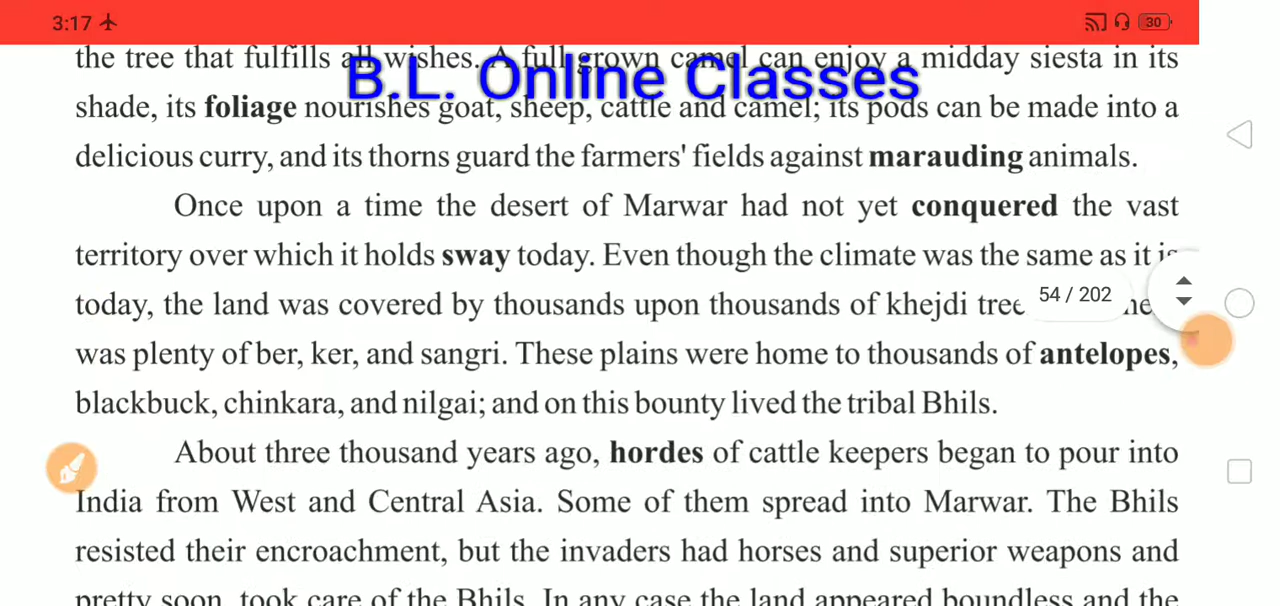 3:17
30
the tree that fulfills all wishes. A full grown camel can enjoy a midday siesta in its
B.L. Online Classes
shade, its foliage nourishes goat, sheep, cattle and camel; its pods can be made into a
delicious curry, and its thorns guard the farmers' fields against marauding animals.
Once upon a time the desert of Marwar had not yet conquered the vast
territory over which it holds sway today. Even though the climate was the same as it is
today, the land was covered by thousands upon thousands of khejdi
54 / 202
was plenty of ber, ker, and sangri. These plains were home to thousands of antelopes,
blackbuck, chinkara, and nilgai; and on this bounty lived the tribal Bhils.
About three thousand years ago, hordes of cattle keepers began to pour into
India from West and Central Asia. Some of them spread into Marwar. The Bhils
resisted their encroachment, but the invaders had horses and superior weapons and
pretty soon, took care of the Bhils. In any case the land appeared boundless and the